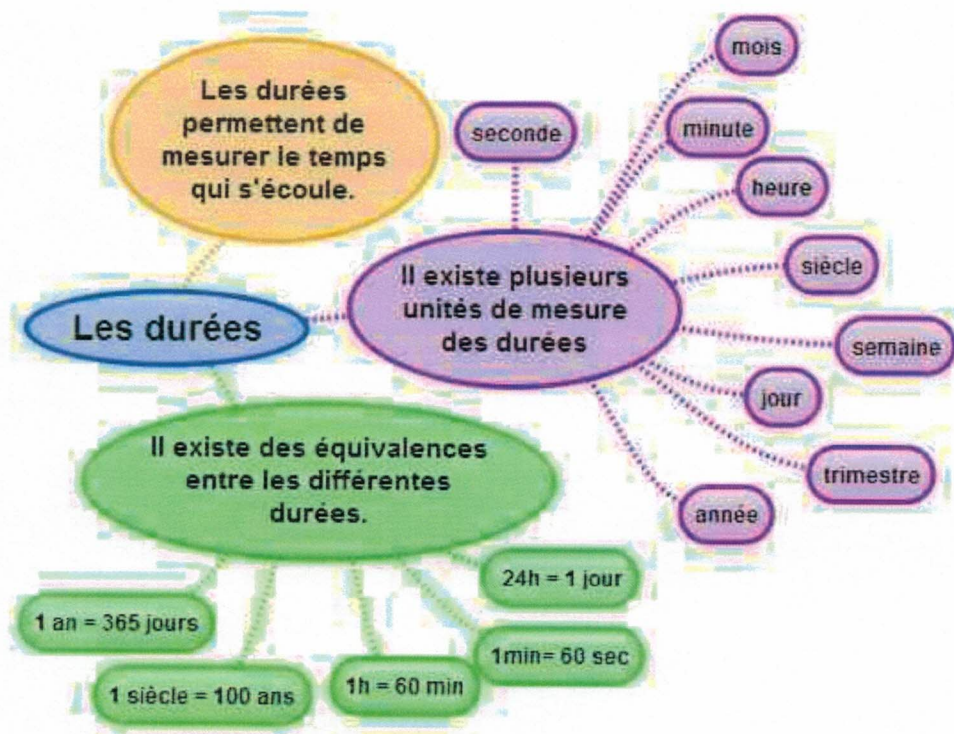 Les durées
permettent de
mesurer le temps
qui s'écoule.
Les durées
Il existe plusieurs
unités de mesure
des durées
seconde
mois
minute
heure
siècle
semaine
jour
trimestre
année
Il existe des équivalences
entre les différentes
durées.
1 an = 365 jours
1 siècle = 100 ans
1h = 60 min
1min= 60 sec
24h = 1 jour